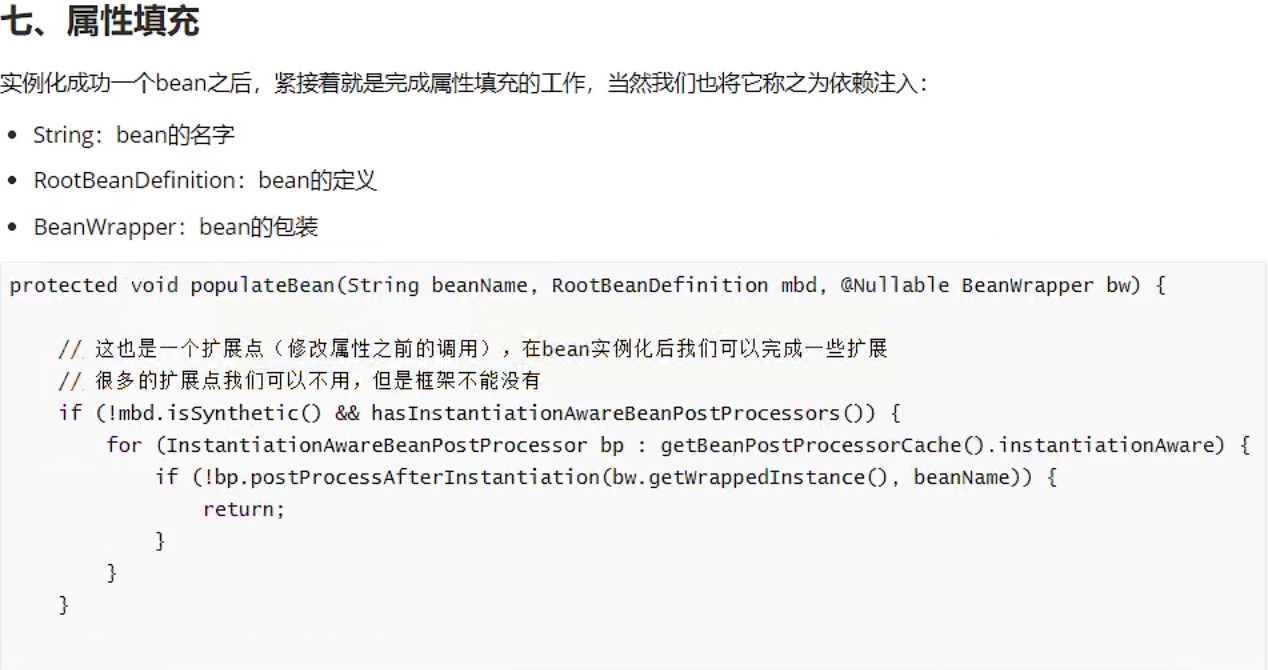 七、属性填充
实例化成功一个bean之后，紧接着就是完成属性填充的工作，当然我们也将它称之为依赖注入：
• String：bean的名字
• RootBeanDefinition：bean的定义
• BeanWrapper：bean的包装
protected void populateBean(String beanName, RootBeanDefinition mbd, @Nullable BeanWrapper bw) {
    // 这也是一个扩展点（修改属性之前的调用），在bean实例化后我们可以完成一些扩展
    // 很多的扩展点我们可以不用，但是框架不能没有
    if (!mbd.isSynthetic() && hasInstantiationAwareBeanPostProcessors()) {
        for (InstantiationAwareBeanPostProcessor bp : getBeanPostProcessorCache().instantiationAware) {
            if (!bp.postProcessAfterInstantiation(bw.getWrappedInstance(), beanName)) {
                return;
            }
        }
    }